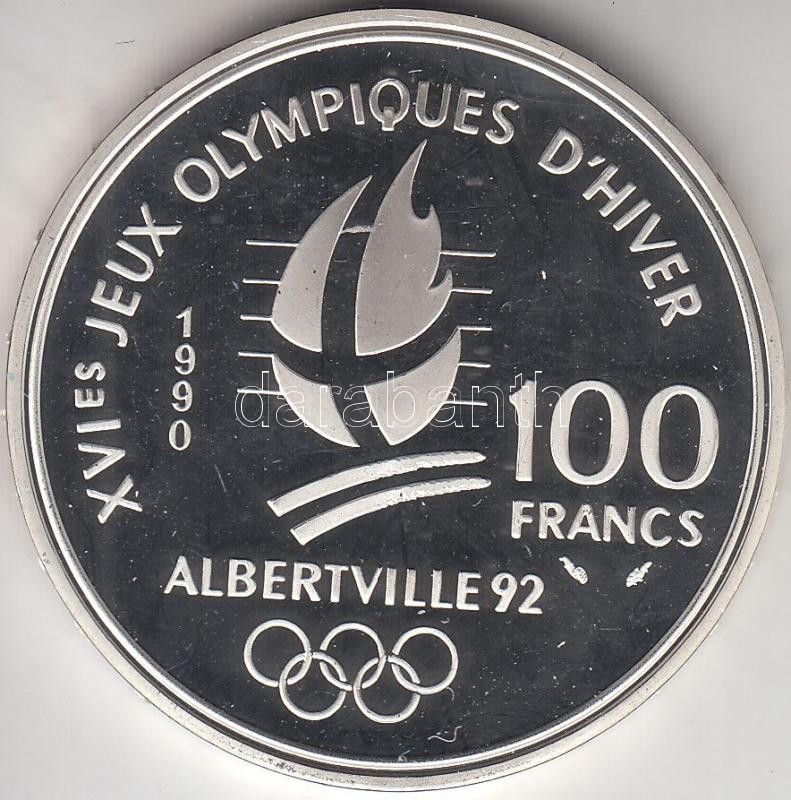 XVIES JEUX OLYMPIQUES D'HIVER
1990
100
FRANCS
ALBERTVILLE 92
darabanth